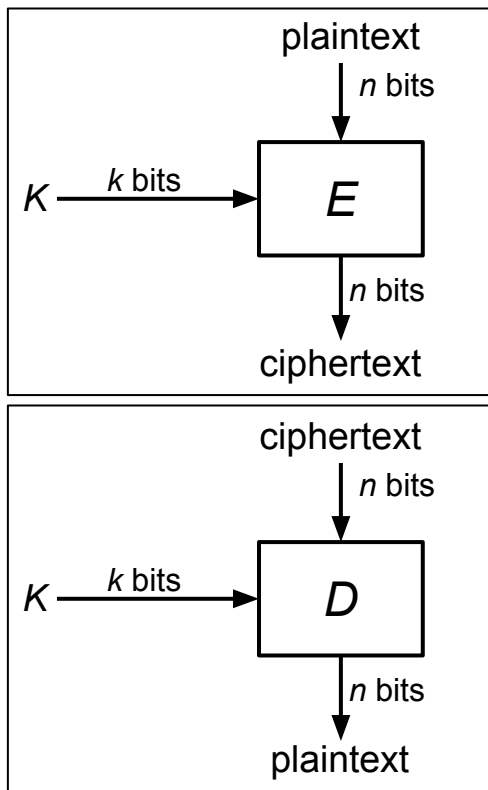 plaintext
n bits
k bits
K
E
n bits
ciphertext
ciphertext
n bits
k bits
K
D
n bits
plaintext